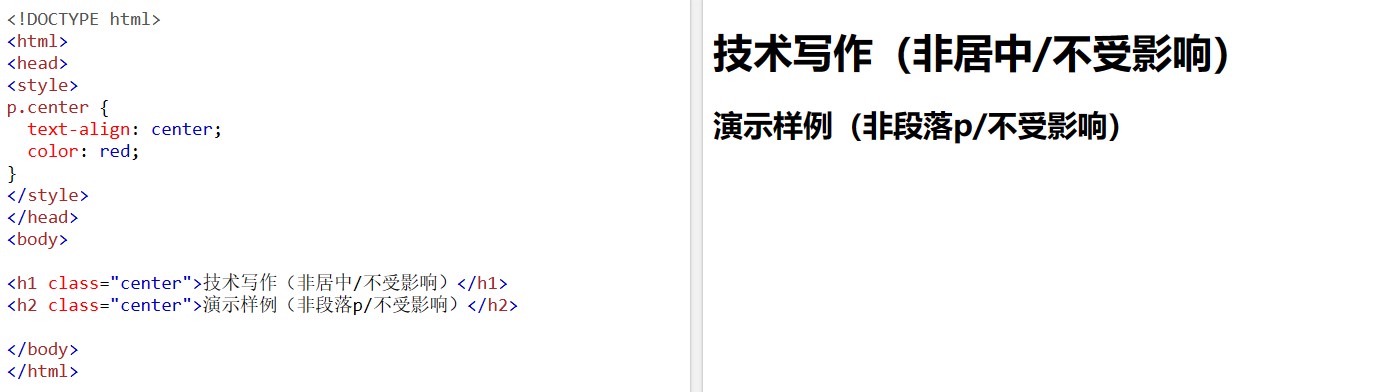 <!DOCTYPE html>
<html>
<head>
<style>
p.center {
  text-align: center;
  color: red;
}
</style>
</head>
<body>

<h1 class="center">技术写作（非居中/不受影响）</h1>
<h2 class="center">演示样例（非段落p/不受影响）</h2>

</body>
</html>
技术写作（非居中/不受影响）
演示样例（非段落p/不受影响）